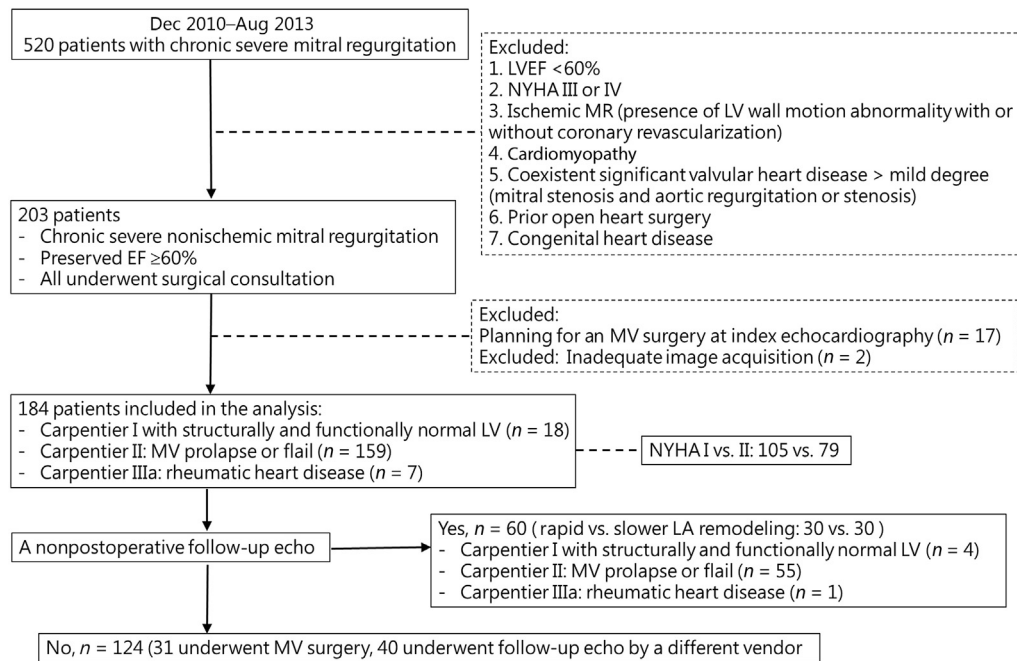 Dec 2010–Aug 2013
520 patients with chronic severe mitral regurgitation
Excluded:
1. LVEF <60%
2. NYHA III or IV
3. Ischemic MR (presence of LV wall motion abnormality with or
without coronary revascularization)
4. Cardiomyopathy
5. Coexistent significant valvular heart disease > mild degree
(mitral stenosis and aortic regurgitation or stenosis)
6. Prior open heart surgery
7. Congenital heart disease
203 patients
- Chronic severe nonischemic mitral regurgitation
- Preserved EF ≥60%
- All underwent surgical consultation
Excluded:
Planning for an MV surgery at index echocardiography (n = 17)
Excluded: Inadequate image acquisition (n = 2)
184 patients included in the analysis:
- Carpentier I with structurally and functionally normal LV (n = 18)
- Carpentier II: MV prolapse or flail (n = 159)
- Carpentier IIIa: rheumatic heart disease (n = 7)
NYHA I vs. II: 105 vs. 79
A nonpostoperative follow-up echo
Yes, n = 60 ( rapid vs. slower LA remodeling: 30 vs. 30 )
- Carpentier I with structurally and functionally normal LV (n = 4)
- Carpentier II: MV prolapse or flail (n = 55)
- Carpentier IIIa: rheumatic heart disease (n = 1)
No, n = 124 (31 underwent MV surgery, 40 underwent follow-up echo by a different vendor